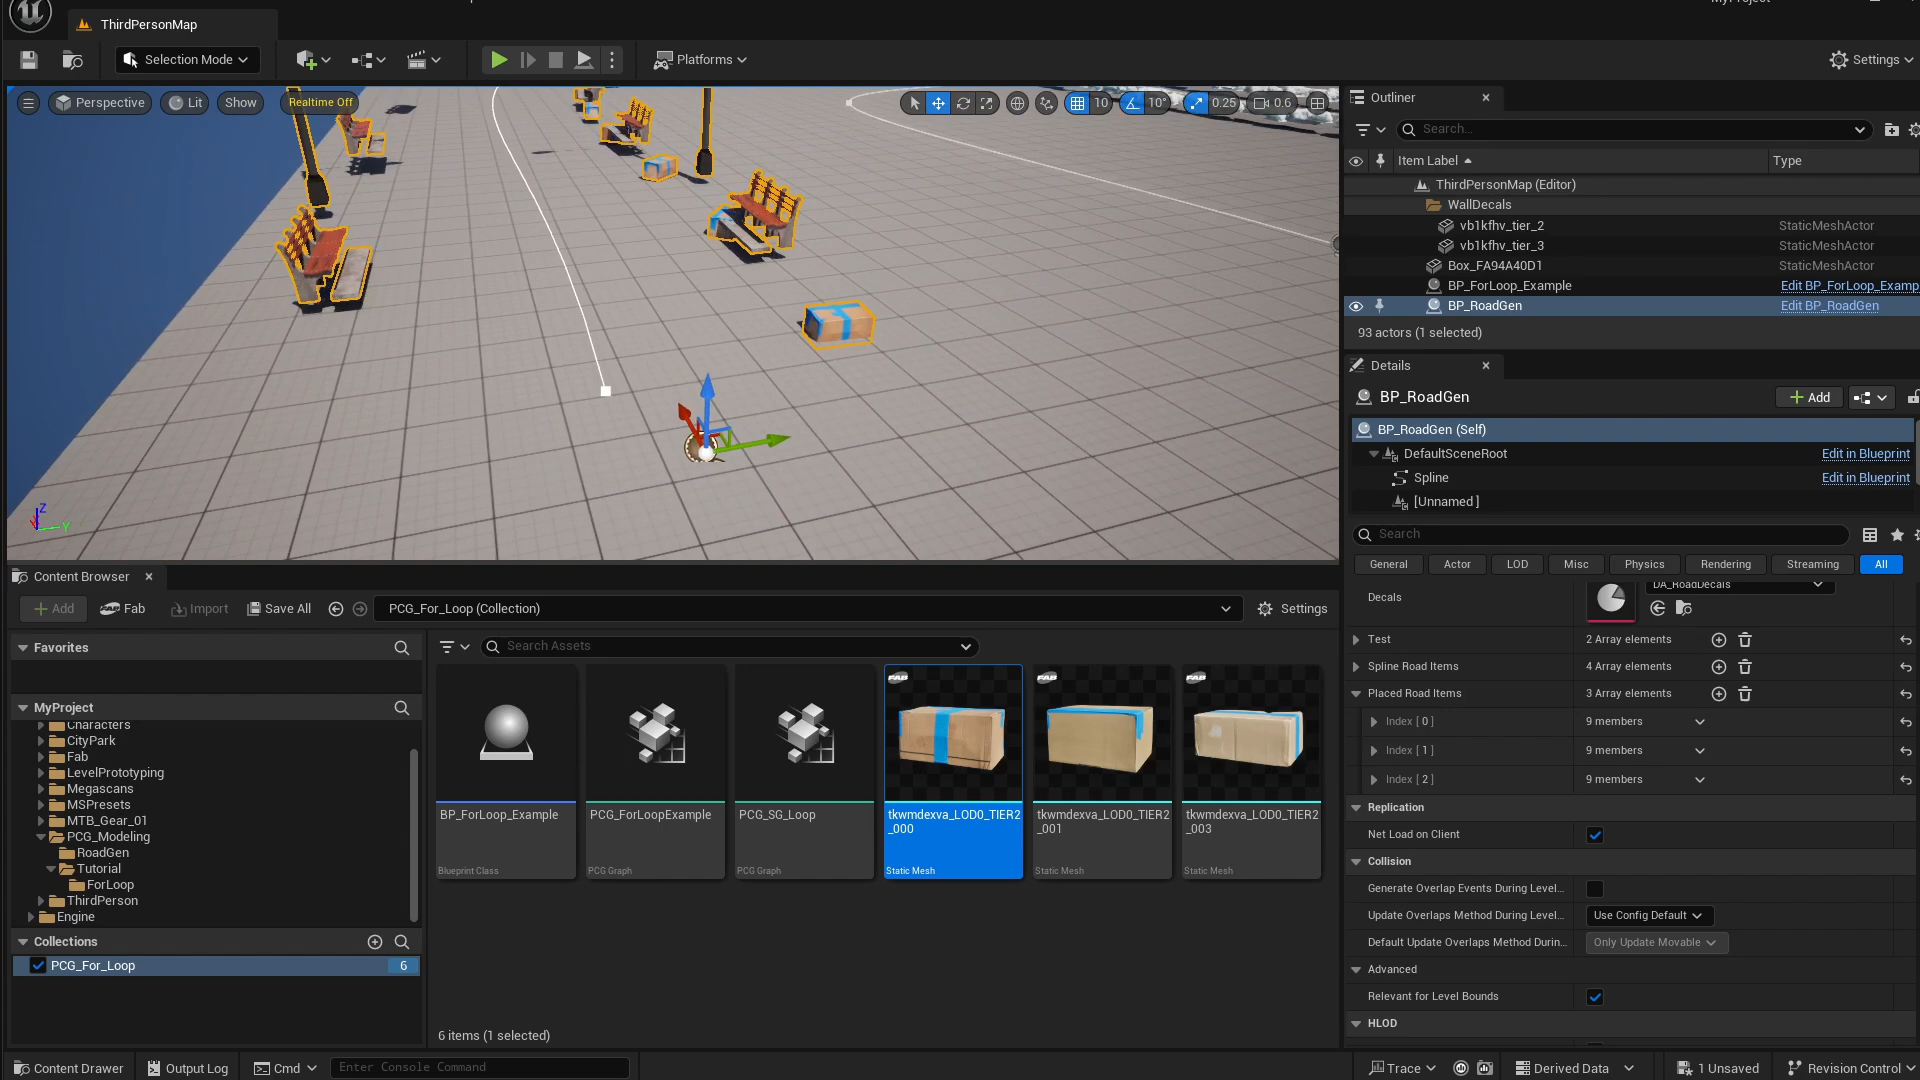 ThirdPersonMap
Selection Mode
Platforms
Settings
Perspective
Lit
Show
Realtime Off
10
10°
0.25
0.6
Outliner
Search...
Item Label
Type
ThirdPersonMap (Editor)
WallDecals
vb1kfhv_tier_2
StaticMeshActor
vb1kfhv_tier_3
StaticMeshActor
Box_FA94A40D1
StaticMeshActor
BP_ForLoop_Example
Edit BP_ForLoop_Examp
BP_RoadGen
Edit BP_RoadGen
93 actors (1 selected)
Details
BP_RoadGen
Add
BP_RoadGen (Self)
DefaultSceneRoot
Edit in Blueprint
Spline
Edit in Blueprint
[Unnamed ]
Search
General
Actor
LOD
Misc
Physics
Rendering
Streaming
All
Decals
DA_RoadDecals
Test
2 Array elements
Spline Road Items
4 Array elements
Placed Road Items
3 Array elements
Index [ 0 ]
9 members
Index [ 1 ]
9 members
Index [ 2 ]
9 members
Replication
Net Load on Client
Collision
Generate Overlap Events During Level...
Update Overlaps Method During Level...
Use Config Default
Default Update Overlaps Method Durin...
Only Update Movable
Advanced
Relevant for Level Bounds
HLOD
Z
Y
Content Browser
Add
Fab
Import
Save All
PCG_For_Loop (Collection)
Settings
Favorites
MyProject
Characters
CityPark
Fab
LevelPrototyping
Megascans
MSPresets
MTB_Gear_01
PCG_Modeling
RoadGen
Tutorial
ForLoop
ThirdPerson
Engine
Collections
PCG_For_Loop
6
Search Assets
BP_ForLoop_Example
Blueprint Class
PCG_ForLoopExample
PCG Graph
PCG_SG_Loop
PCG Graph
FAB
tkwmdexva_LOD0_TIER2
_000
Static Mesh
FAB
tkwmdexva_LOD0_TIER2
_001
Static Mesh
FAB
tkwmdexva_LOD0_TIER2
_003
Static Mesh
6 items (1 selected)
Content Drawer
Output Log
Cmd
Enter Console Command
Trace
Derived Data
1 Unsaved
Revision Control